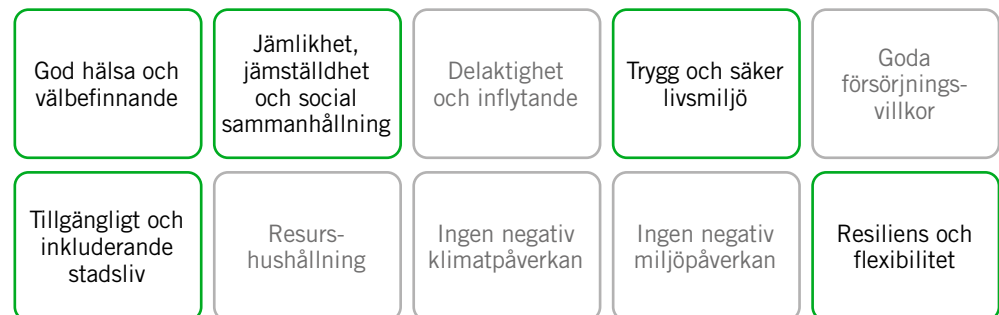 God hälsa och
välbefinnande
Jämlikhet,
jämställdhet
och social
sammanhållning
Delaktighet
och inflytande
Trygg och säker
livsmiljö
Goda
försörjnings-
villkor
Tillgängligt och
inkluderande
stadsliv
Resurs-
hushållning
Ingen negativ
klimatpåverkan
Ingen negativ
miljöpåverkan
Resiliens och
flexibilitet